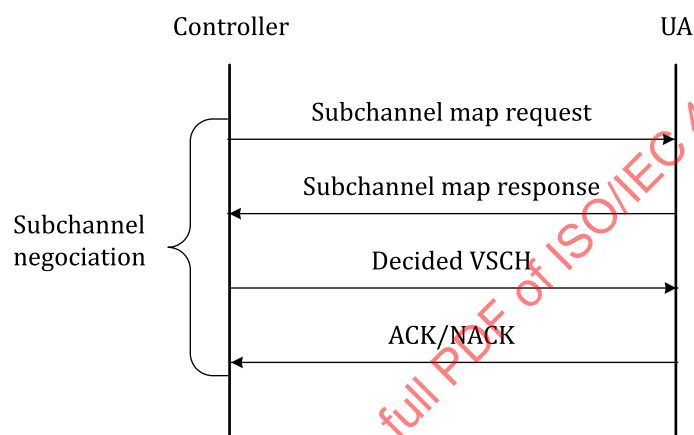 Controller
UA
Subchannel map request
Subchannel map response
Subchannel
negociation
Decided VSCH
ACK/NACK
full PDF of ISO/IEC